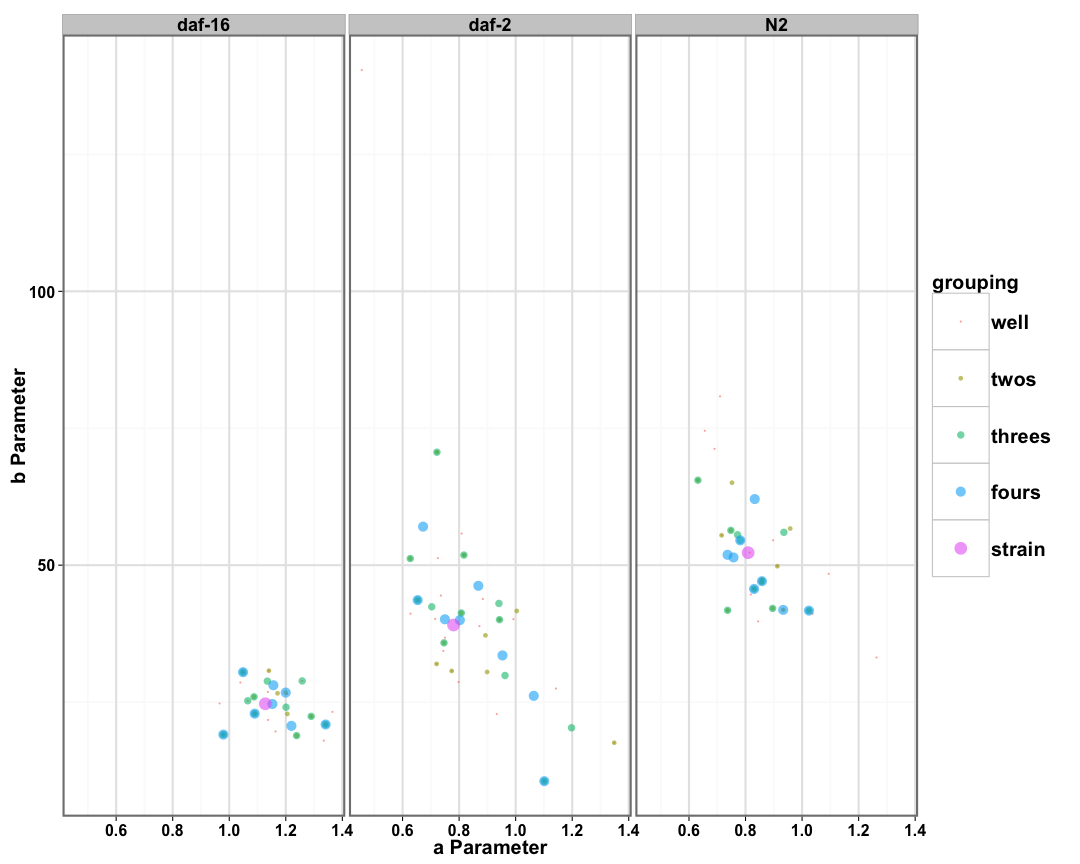 daf-16 daf-2 N2
100
50
b Parameter
0.6 0.8 1.0 1.2 1.4 0.6 0.8 1.0 1.2 1.4 0.6 0.8 1.0 1.2 1.4
a Parameter
grouping
well
twos
threes
fours
strain